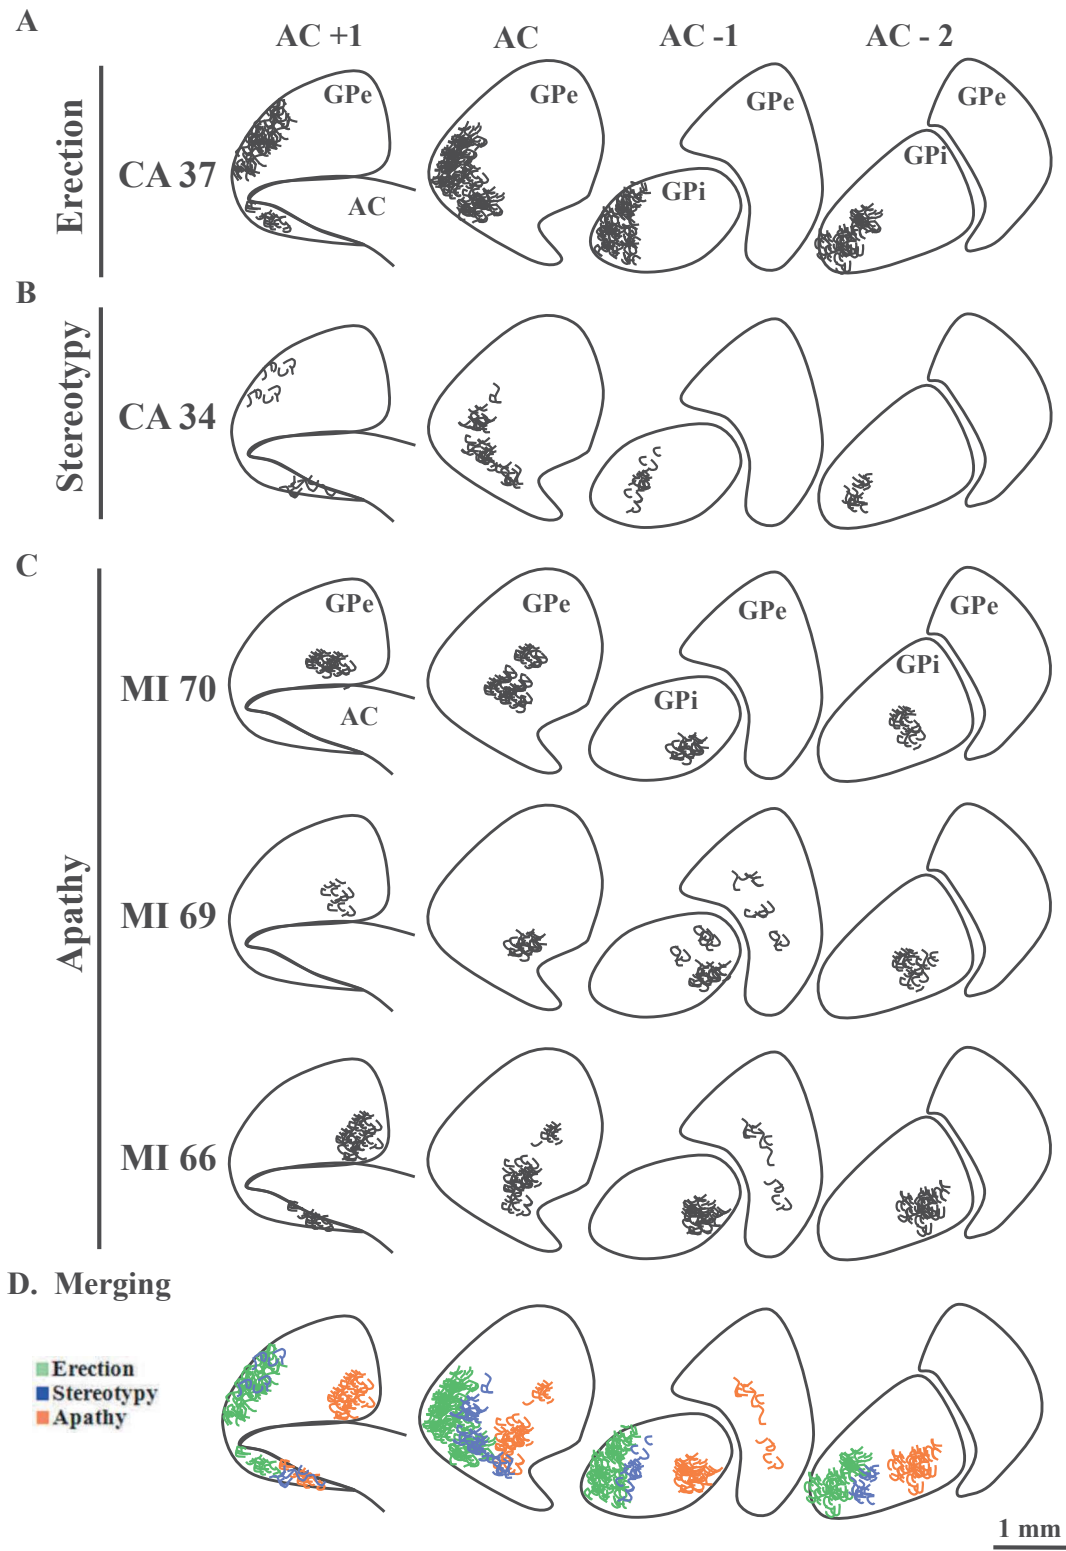 A
AC +1 AC AC -1 AC - 2
Erection
CA 37
GPe GPe GPe GPe
AC GPi GPi
B
Stereotypy
CA 34
C
Apathy
MI 70
GPe GPe GPe GPe
AC GPi GPi
MI 69
MI 66
D. Merging
Erection
Stereotypy
Apathy
1 mm